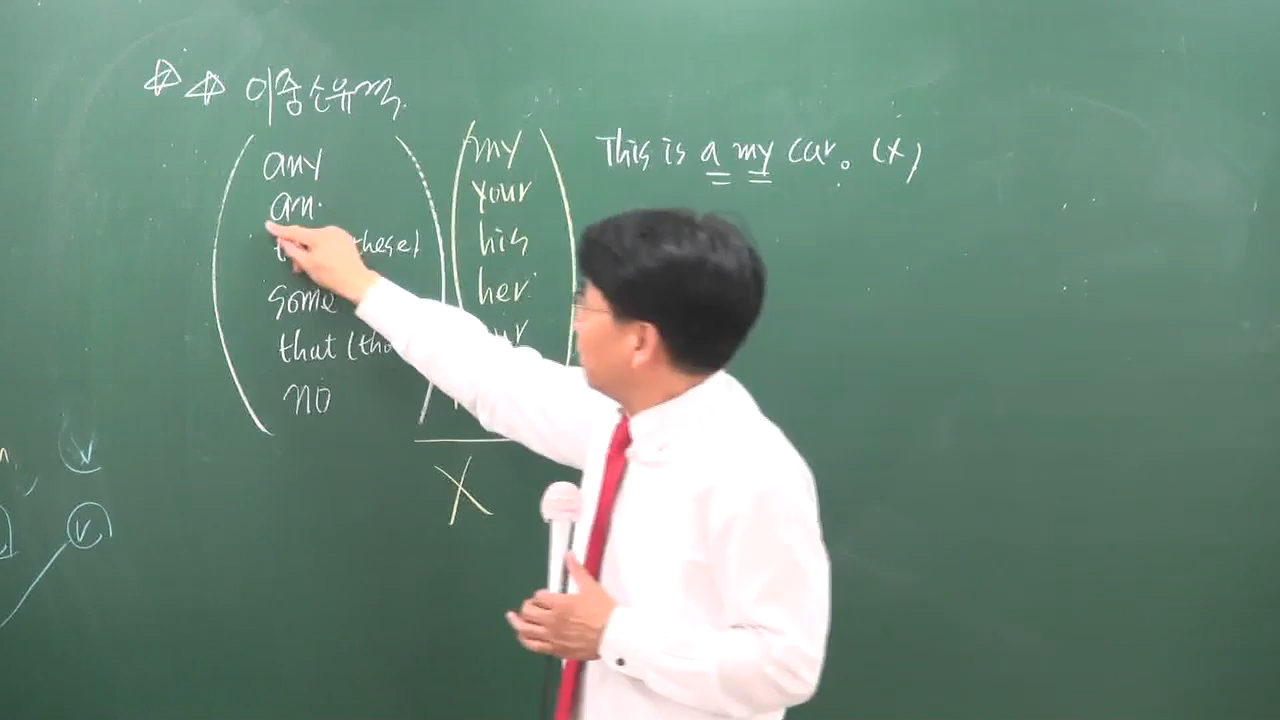 ☆☆ 이중소유격.
any
an.
these)
some
that (tho
no
my
your
his
her
X
This is a my car. (X)
v
v